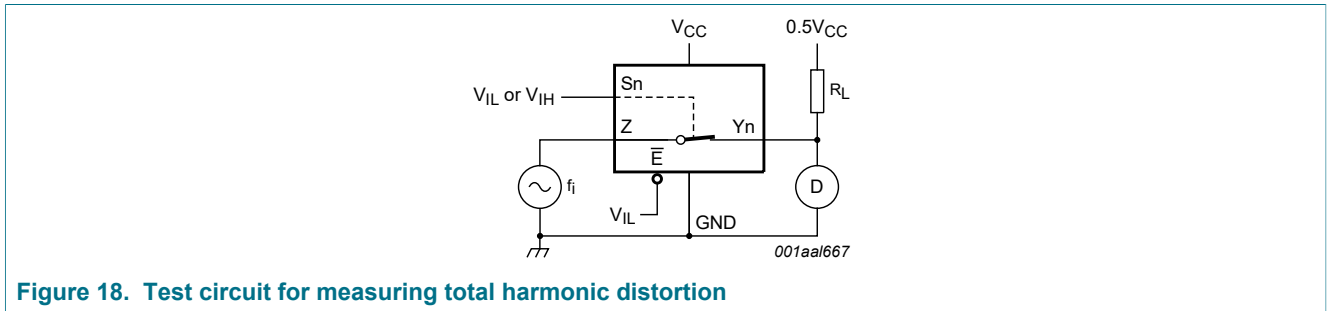 VCC
0.5VCC
Sn
RL
VIL or VIH
Z
Yn
E
fi
D
VIL
GND
001aal667
Figure 18. Test circuit for measuring total harmonic distortion